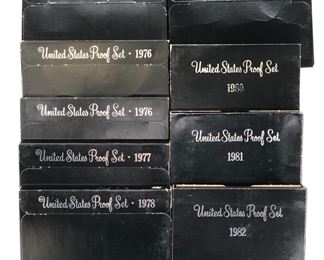 United States Proof Set · 1976
United States Proof Set · 1976
United States Proof Set · 1977
United States Proof Set · 1978
United States Proof Set
1980
United States Proof Set
1981
United States Proof Set
1982